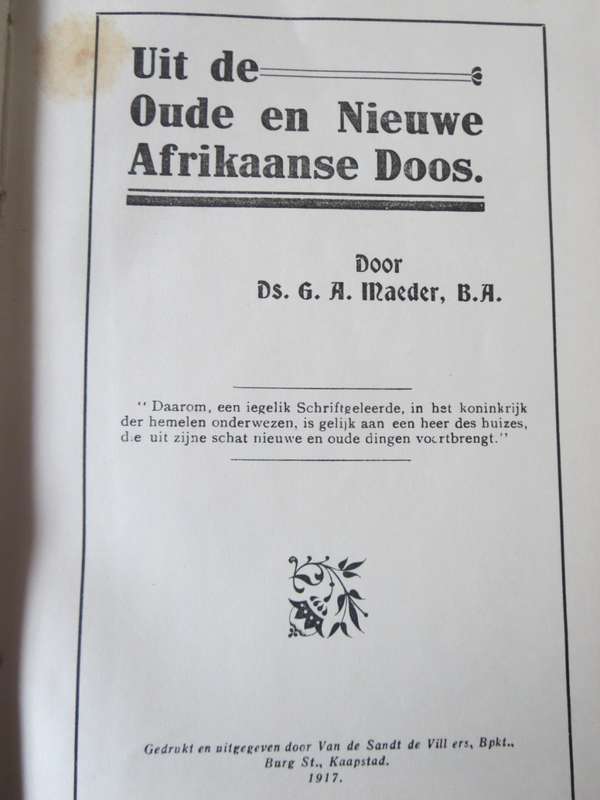 Uit de
Oude en Nieuwe
Afrikaanse Doos.
Door
Ds. G. A. Maeder, B.A.
“ Daarom, een iegelik Schriftgeleerde, in het koninkrijk
der hemelen onderwezen, is gelijk aan een heer des huizes,
die uit zijne schat nieuwe en oude dingen voortbrengt.”
Gedrukt en uitgegeven door Van de Sandt de Villiers, Bpkt.,
Burg St., Kaapstad.
1917.